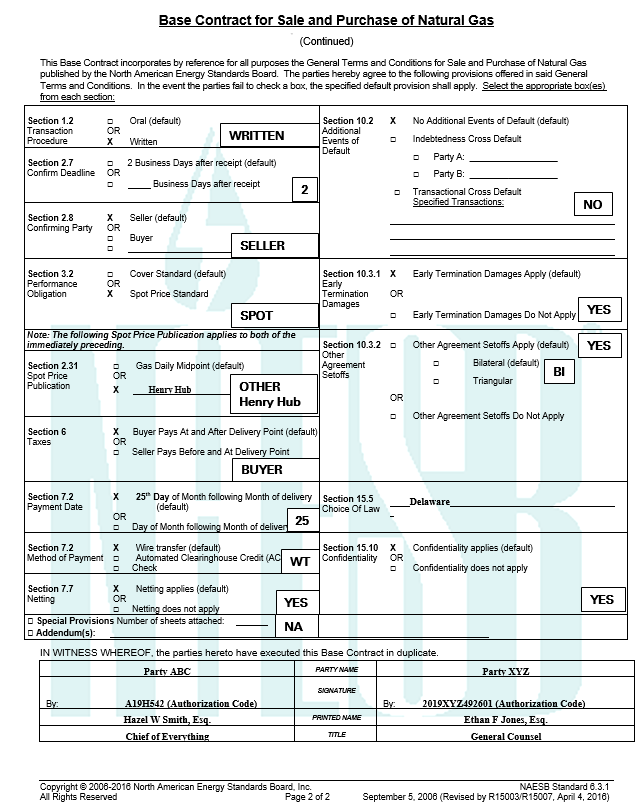 Base Contract for Sale and Purchase of Natural Gas
(Continued)
This Base Contract incorporates by reference for all purposes the General Terms and Conditions for Sale and Purchase of Natural Gas
published by the North American Energy Standards Board. The parties hereby agree to the following provisions offered in said General
Terms and Conditions. In the event the parties fail to check a box, the specified default provision shall apply. Select the appropriate box(es)
from each section:
Section 1.2
Transaction
Procedure
□ Oral (default)
OR
X Written
WRITTEN
Section 2.7
Confirm Deadline
□ 2 Business Days after receipt (default)
OR
□ ____ Business Days after receipt
2
Section 2.8
Confirming Party
X Seller (default)
OR
□ Buyer
□ ____
SELLER
Section 3.2
Performance
Obligation
□ Cover Standard (default)
OR
X Spot Price Standard
SPOT
Note: The following Spot Price Publication applies to both of the
immediately preceding.
Section 2.31
Spot Price
Publication
□ Gas Daily Midpoint (default)
OR
X Henry Hub
OTHER
Henry Hub
Section 6
Taxes
X Buyer Pays At and After Delivery Point (default)
OR
□ Seller Pays Before and At Delivery Point
BUYER
Section 7.2
Payment Date
X 25th Day of Month following Month of delivery
(default)
OR
□ Day of Month following Month of deliver
25
Section 7.2
Method of Payment
X Wire transfer (default)
□ Automated Clearinghouse Credit (AC
□ Check
WT
Section 7.7
Netting
X Netting applies (default)
OR
□ Netting does not apply
YES
□ Special Provisions Number of sheets attached: ____
□ Addendum(s): ____
NA
Section 10.2
Additional
Events of
Default
X No Additional Events of Default (default)
□ Indebtedness Cross Default
□ Party A: ____
□ Party B: ____
□ Transactional Cross Default
Specified Transactions:
NO
Section 10.3.1
Early
Termination
Damages
X Early Termination Damages Apply (default)
OR
□ Early Termination Damages Do Not Apply
YES
Section 10.3.2
Other
Agreement
Setoffs
□ Other Agreement Setoffs Apply (default)
YES
□ Bilateral (default)
□ Triangular
BI
OR
□ Other Agreement Setoffs Do Not Apply
Section 15.5
Choice Of Law
Delaware
Section 15.10
Confidentiality
X Confidentiality applies (default)
OR
□ Confidentiality does not apply
YES
IN WITNESS WHEREOF, the parties hereto have executed this Base Contract in duplicate.
Party ABC PARTY NAME Party XYZ
SIGNATURE
By: A19H542 (Authorization Code) By: 2019XYZ492601 (Authorization Code)
Hazel W Smith, Esq. PRINTED NAME Ethan F Jones, Esq.
Chief of Everything TITLE General Counsel
Copyright © 2006-2016 North American Energy Standards Board, Inc. NAESB Standard 6.3.1
All Rights Reserved Page 2 of 2 September 5, 2006 (Revised by R15003/R15007, April 4, 2016)